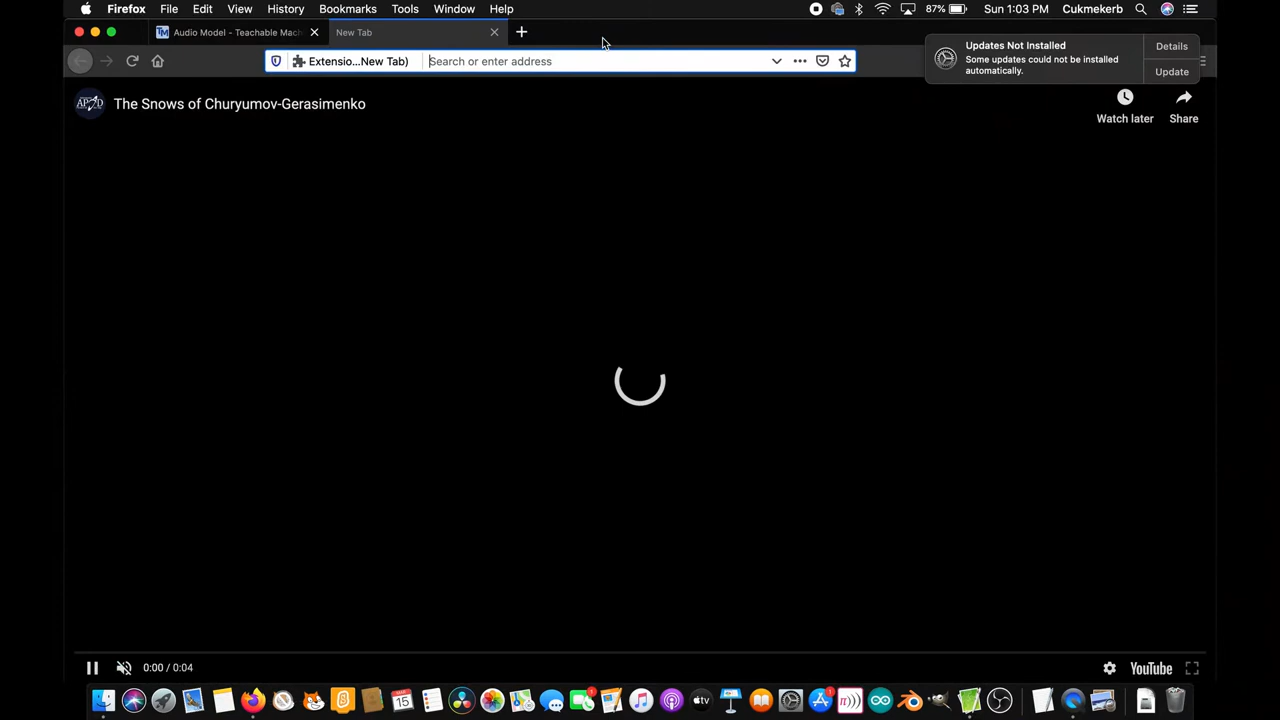 Firefox File Edit View History Bookmarks Tools Window Help 87% Sun 1:03 PM Cukmekerb
Audio Model - Teachable Mach
New Tab
Extensio...New Tab) Search or enter address
Updates Not Installed
Some updates could not be installed
automatically.
Details
Update
The Snows of Churyumov-Gerasimenko
Watch later
Share
0:00 / 0:04
YouTube